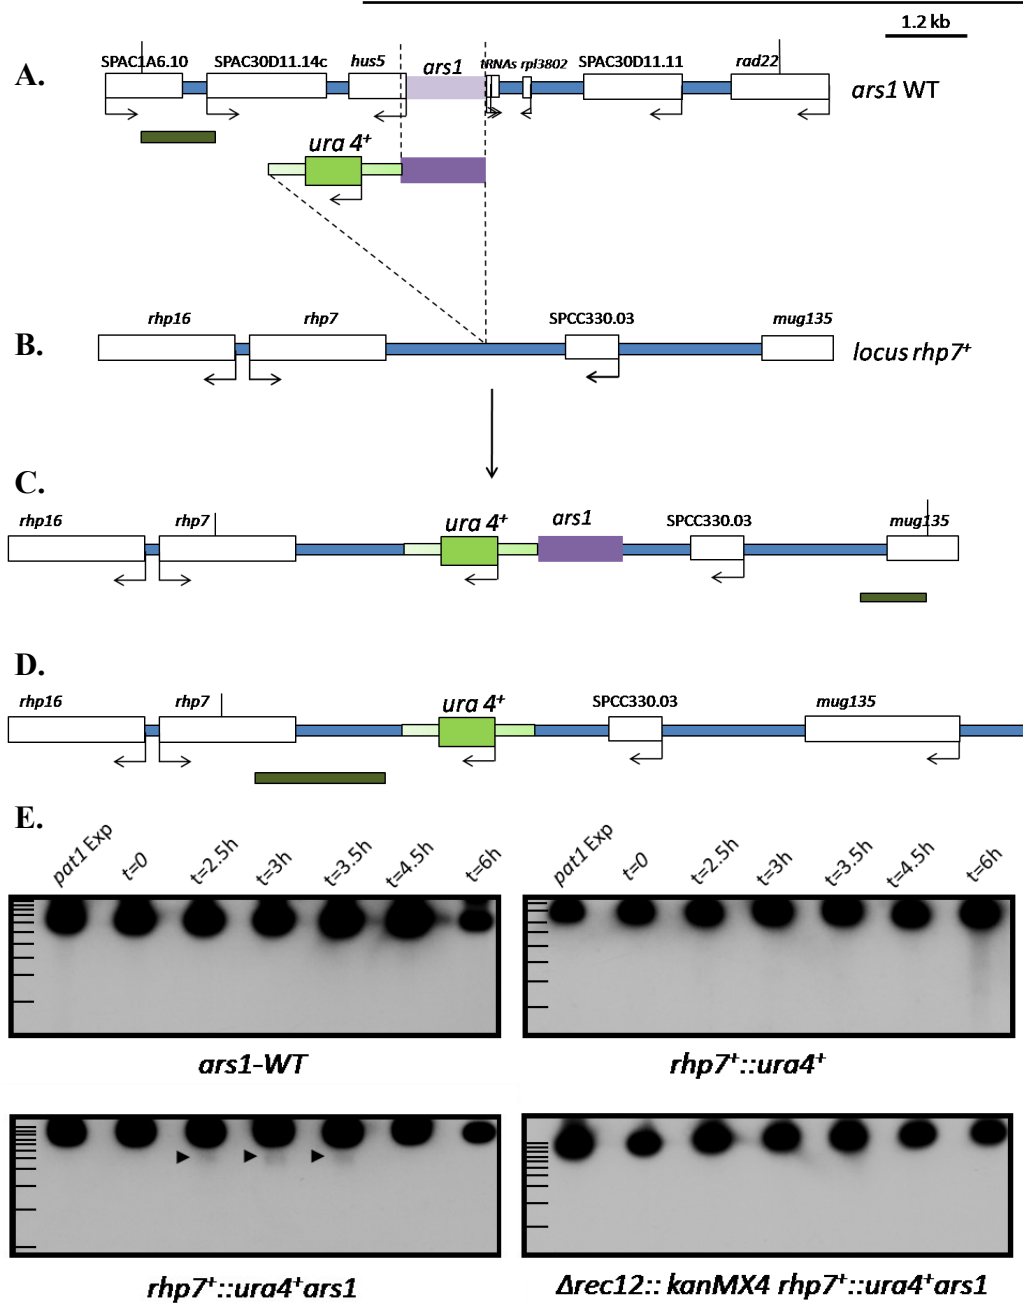 1.2 kb
A.
SPAC1A6.10 SPAC30D11.14c hus5 ars1 tRNAs rpl3802 SPAC30D11.11 rad22
ars1 WT
ura 4+
B.
rhp16 rhp7 SPCC330.03 mug135
locus rhp7+
C.
rhp16 rhp7 ura 4+ ars1 SPCC330.03 mug135
D.
rhp16 rhp7 ura 4+ SPCC330.03 mug135
E.
pat1 Exp t=0 t=2.5h t=3h t=3.5h t=4.5h t=6h
pat1 Exp t=0 t=2.5h t=3h t=3.5h t=4.5h t=6h
ars1-WT
rhp7+::ura4+
rhp7+::ura4+ars1
Δrec12:: kanMX4 rhp7+::ura4+ars1